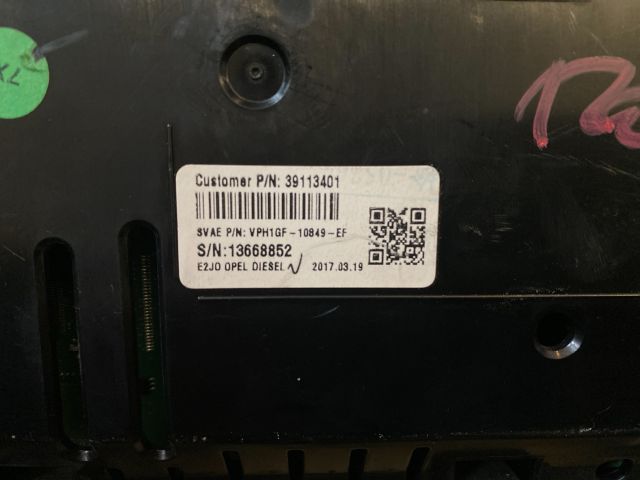 Customer P/N: 39113401
SVAE P/N: VPH1GF-10849-EF
S/N:13668852
E2JO OPEL DIESEL 2017.03.19